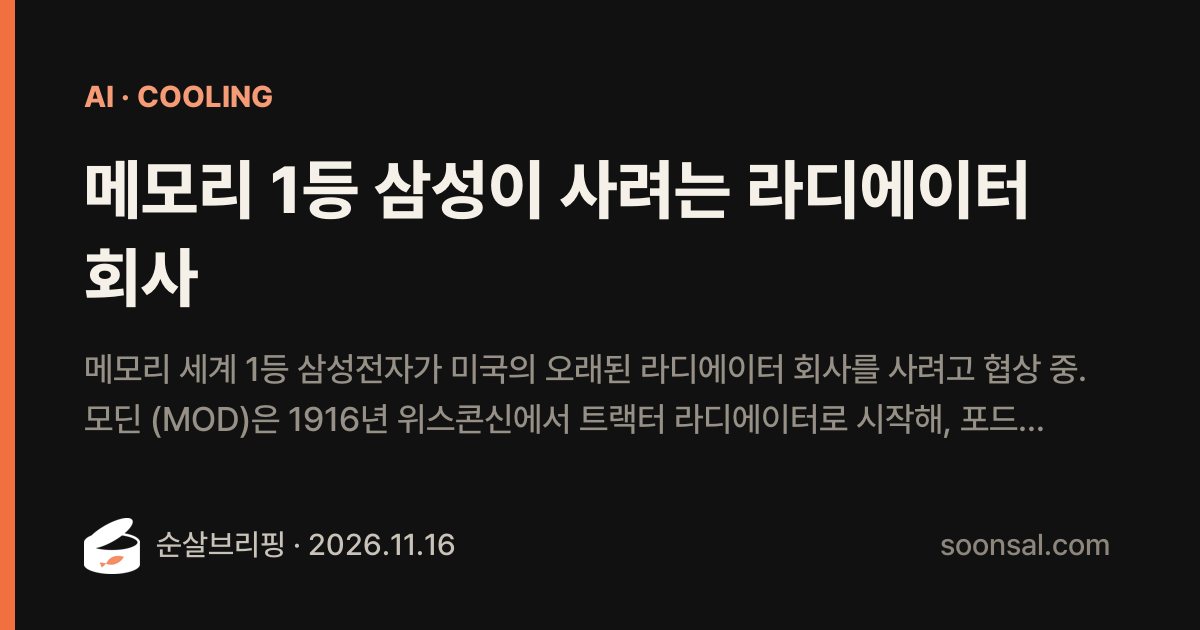 AI · COOLING
메모리 1등 삼성이 사려는 라디에이터
회사
메모리 세계 1등 삼성전자가 미국의 오래된 라디에이터 회사를 사려고 협상 중.
모딘 (MOD)은 1916년 위스콘신에서 트랙터 라디에이터로 시작해, 포드...
순살브리핑 · 2026.11.16
soonsal.com